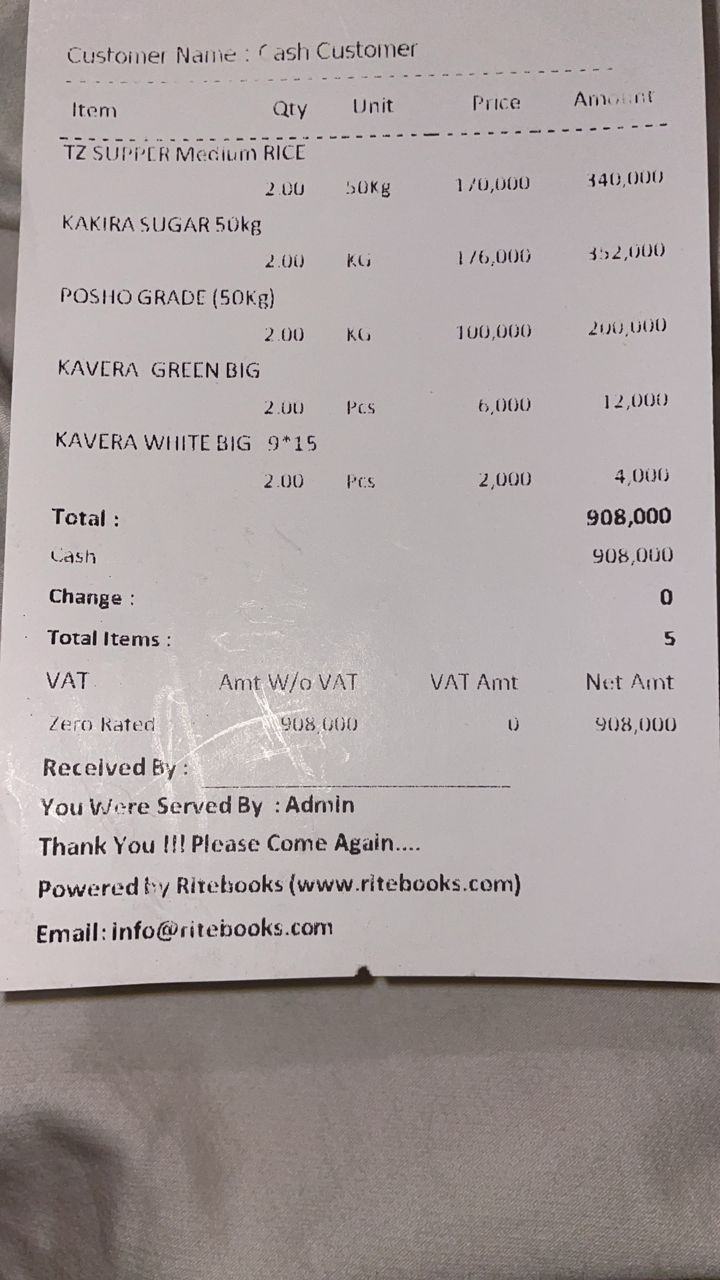 Customer Name : Cash Customer
Item Qty Unit Price Amount
TZ SUPPER Medium RICE
2.00 50Kg 170,000 340,000
KAKIRA SUGAR 50kg
2.00 KG 176,000 352,000
POSHO GRADE (50Kg)
2.00 KG 100,000 200,000
KAVERA GREEN BIG
2.00 Pcs 6,000 12,000
KAVERA WHITE BIG 9*15
2.00 Pcs 2,000 4,000
Total : 908,000
Cash 908,000
Change : 0
Total Items : 5
VAT Amt W/o VAT VAT Amt Net Amt
Zero Rated 908,000 0 908,000
Received By :
You Were Served By : Admin
Thank You !!! Please Come Again....
Powered by Ritebooks (www.ritebooks.com)
Email: info@ritebooks.com